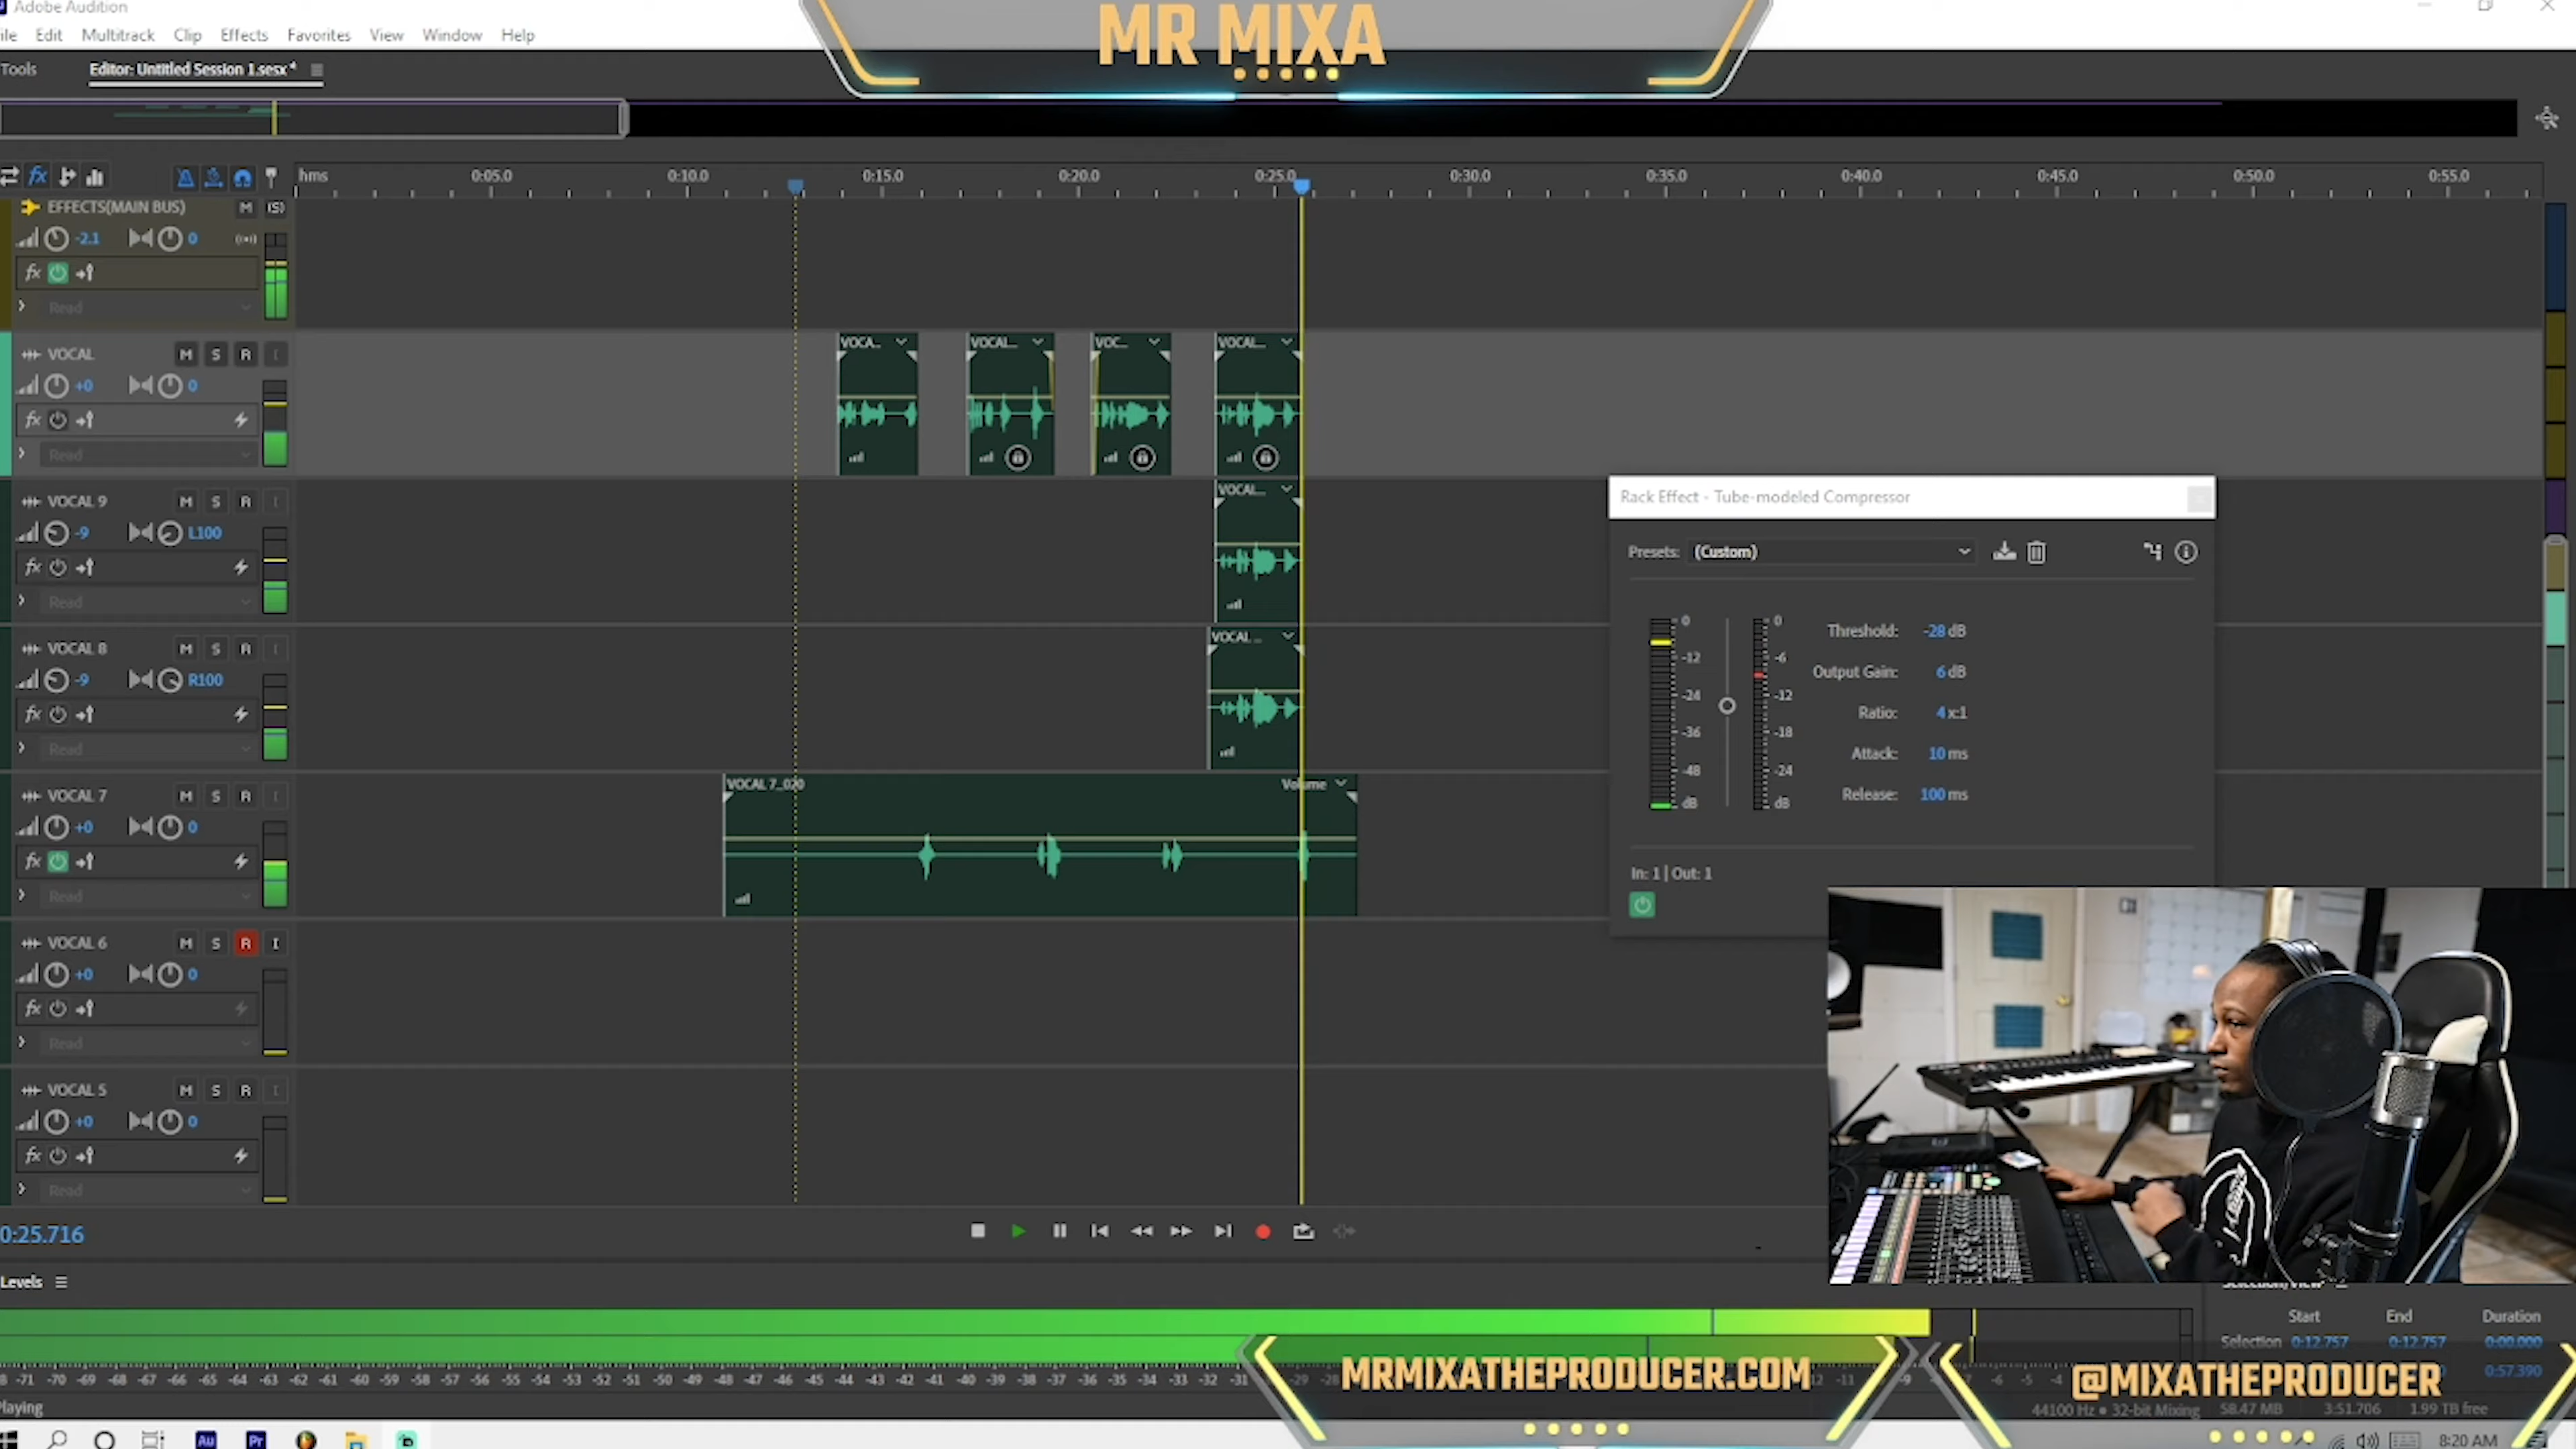 Adobe Audition
MR MIXA
Edit Multitrack Clip Effects Favorites View Window Help
Tools Editor: Untitled Session 1.sesx *
hms 0:05.0 0:10.0 0:15.0 0:20.0 0:25.0 0:30.0 0:35.0 0:40.0 0:45.0 0:50.0 0:55.0
EFFECTS(MAIN BUS) M (S)
-2.1 0
fx
Read
VOCAL M S R I
+0 0
fx
Read
VOCA... VOCAL... VOC... VOCAL...
VOCAL 9 M S R I
-9 L100
fx
Read
VOCAL...
VOCAL 8 M S R I
-9 R100
fx
Read
VOCAL ...
VOCAL 7 M S R I
+0 0
fx
Read
VOCAL 7_020 Volume
VOCAL 6 M S R I
+0 0
fx
Read
VOCAL 5 M S R I
+0 0
fx
Read
Rack Effect - Tube-modeled Compressor
Presets: (Custom)
0 -12 -24 -36 -48 dB
0 -6 -12 -18 -24 dB
Threshold: -28 dB
Output Gain: 6 dB
Ratio: 4 x:1
Attack: 10 ms
Release: 100 ms
In: 1 | Out: 1
0:25.716
Levels
Start End Duration
Selection 0:12.757 0:12.757 0:00.000
0:57.390
-71 -70 -69 -68 -67 -66 -65 -64 -63 -62 -61 -60 -59 -58 -57 -56 -55 -54 -53 -52 -51 -50 -49 -48 -47 -46 -45 -44 -43 -42 -41 -40 -39 -38 -37 -36 -35 -34 -33 -32 -31 -29 -28
MRMIXATHEPRODUCER.COM
@MIXATHEPRODUCER
Playing
44100 Hz • 32-bit Mixing 58.47 MB 3:51.706 1.99 TB free
Au Pr
8:20 AM